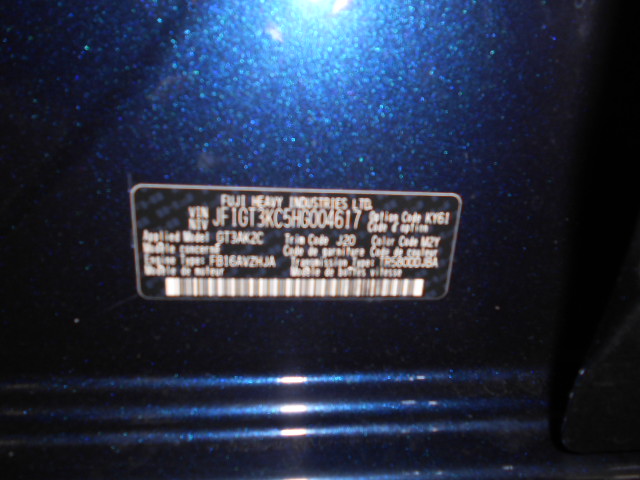 FUJI HEAVY INDUSTRIES LTD.
VIN NIV JF1GT3KC5HG004617 Option Code KY61
Code d'option
Applied Model GT3AK2C Trim Code J20 Color Code M2Y
Modèle concerné Code de garniture Code de couleur
Engine Type FB16AVZHJA Transmission Type
Modèle de moteur Modèle de boîtes vitesse